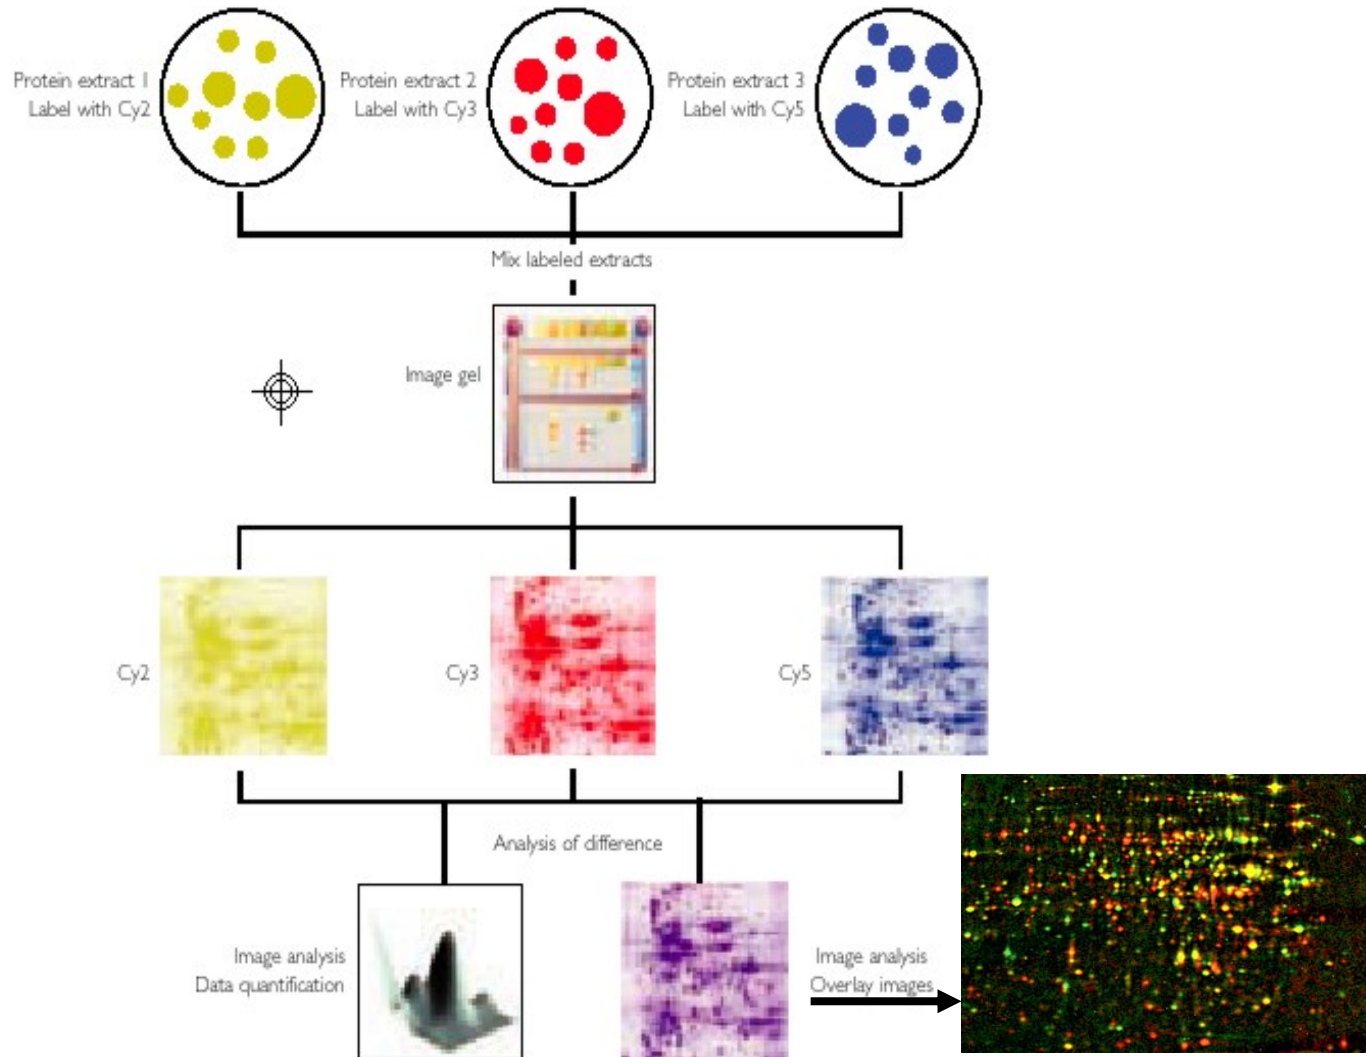 Protein extract 1
Label with Cy2
Protein extract 2
Label with Cy3
Protein extract 3
Label with Cy5
Mix labeled extracts
Image gel
Cy2
Cy3
Cy5
Analysis of difference
Image analysis
Data quantification
Image analysis
Overlay images